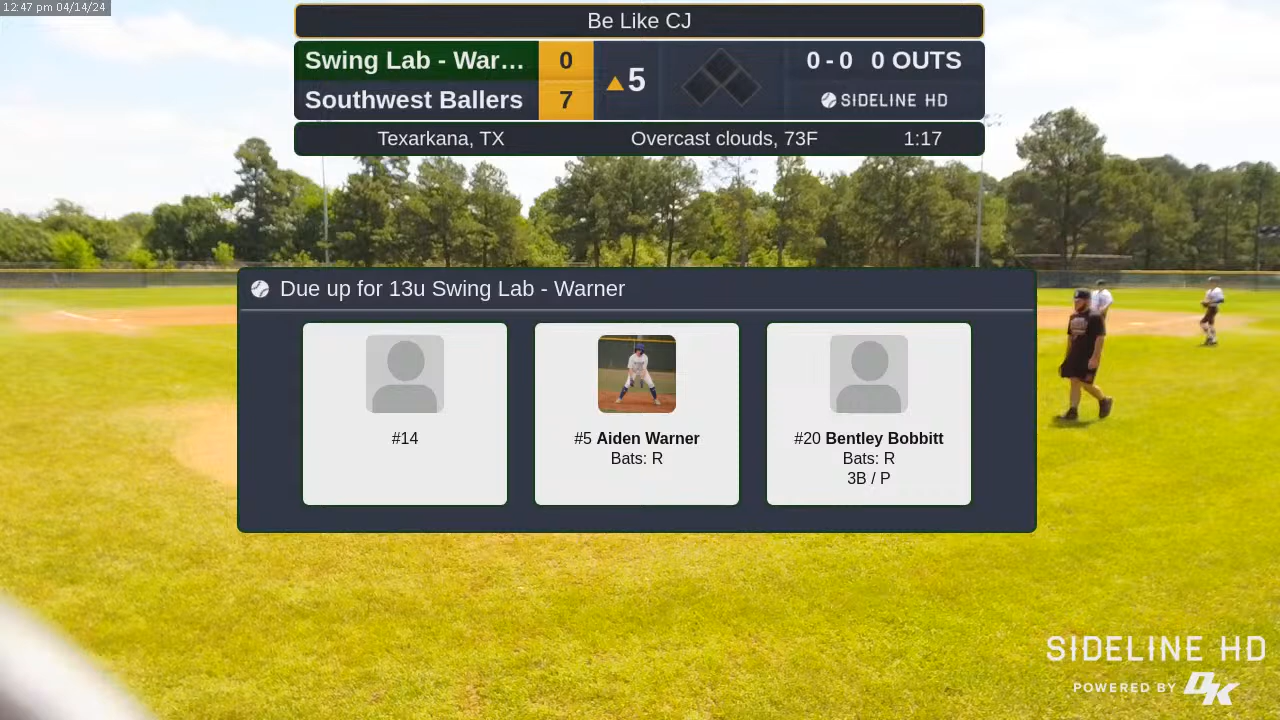 12:47 pm 04/14/24
Be Like CJ
Swing Lab - War... 0
Southwest Ballers 7
▲5
0 - 0 0 OUTS
SIDELINE HD
Texarkana, TX Overcast clouds, 73F 1:17
Due up for 13u Swing Lab - Warner
#14
#5 Aiden Warner
Bats: R
#20 Bentley Bobbitt
Bats: R
3B / P
SIDELINE HD
POWERED BY DK